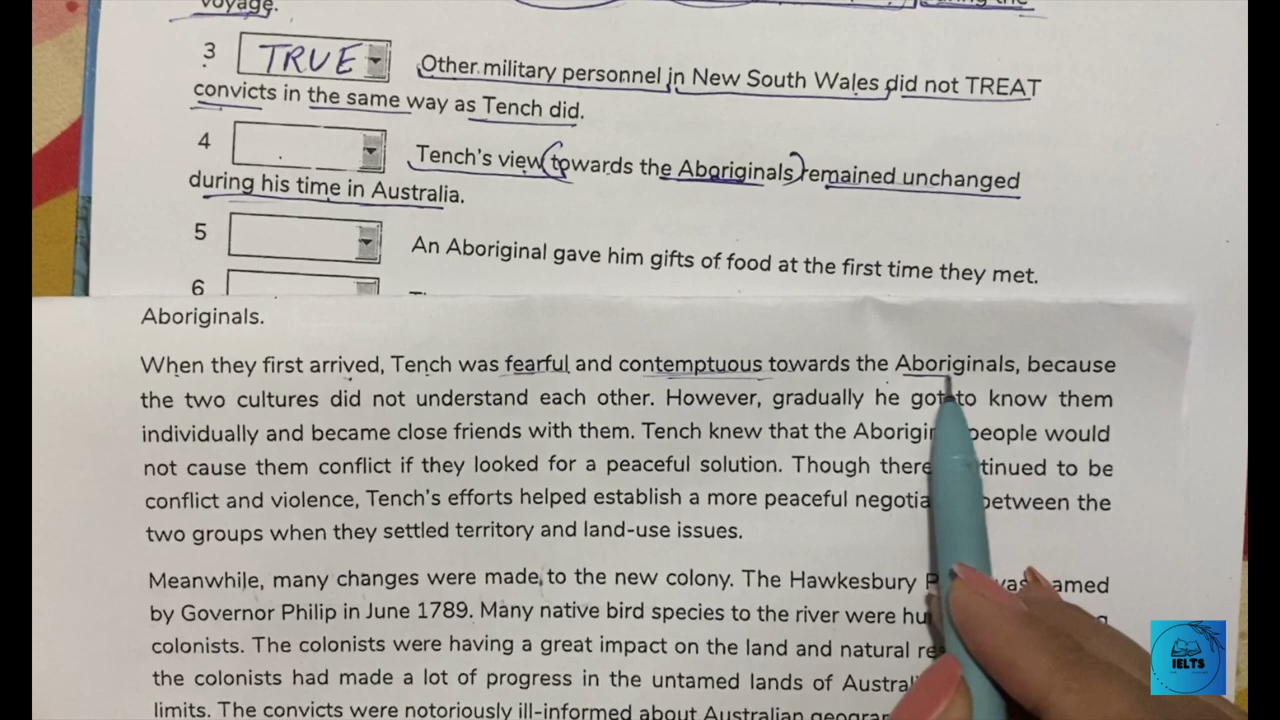 voyage.
3 TRUE Other military personnel in New South Wales did not TREAT
convicts in the same way as Tench did.
4 Tench's view towards the Aboriginals remained unchanged
during his time in Australia.
5 An Aboriginal gave him gifts of food at the first time they met.
6
Aboriginals.
When they first arrived, Tench was fearful and contemptuous towards the Aboriginals, because
the two cultures did not understand each other. However, gradually he got to know them
individually and became close friends with them. Tench knew that the people would
not cause them conflict if they looked for a peaceful solution. Though there to be
conflict and violence, Tench's efforts helped establish a more peaceful between the
two groups when they settled territory and land-use issues.
Meanwhile, many changes were made to the new colony. The Hawkesbury
by Governor Philip in June 1789. Many native bird species to the river were
colonists. The colonists were having a great impact on the land and natural
the colonists had made a lot of progress in the untamed lands of
limits. The convicts were notoriously ill-informed about Australian
IELTS